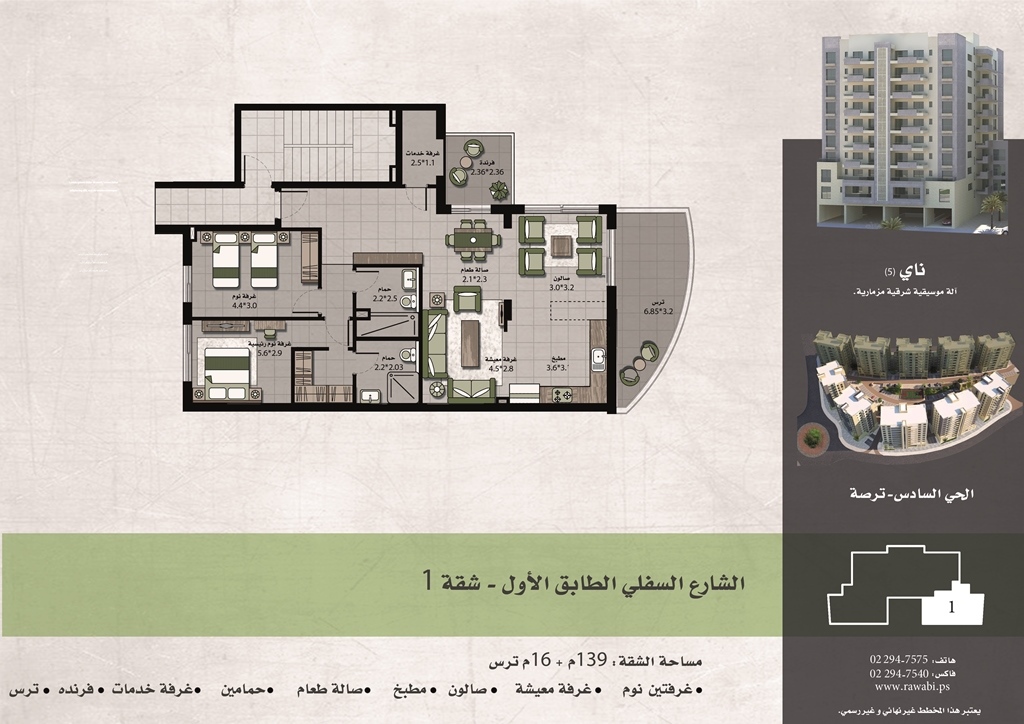 غرفة خدمات
2.5*1.1
فرندة
2.36*2.36
صالة طعام
2.1*2.3
صالون
3.0*3.2
ترس
6.85*3.2
غرفة نوم
4.4*3.0
حمام
2.2*2.5
غرفة نوم رئيسية
5.6*2.9
حمام
2.2*2.03
غرفة معيشة
4.5*2.8
مطبخ
ناي (5)
آلة موسيقية شرقية مزمارية.
الحي السادس-ترصة
1
الشارع السفلي الطابق الأول - شقة 1
مساحة الشقة: 139م + 16م ترس
•غرفتين نوم •غرفة معيشة •صالون •مطبخ •صالة طعام •حمامين •غرفة خدمات •فرنده •ترس
هاتف: 02 294-7575
فاكس: 02 294-7540
www.rawabi.ps
يعتبر هذا المخطط غير نهائي و غير رسمي.